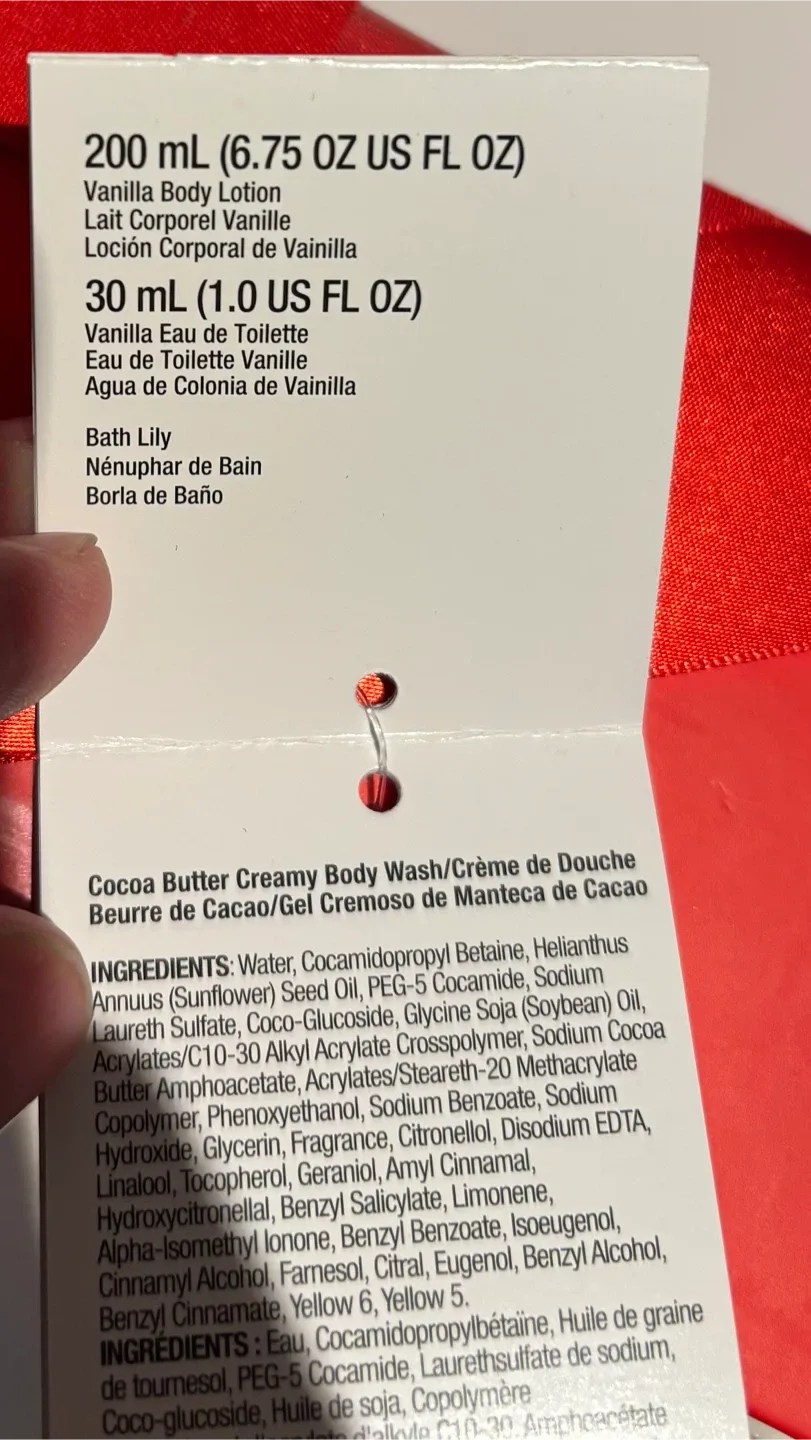 200 mL (6.75 OZ US FL OZ)
Vanilla Body Lotion
Lait Corporel Vanille
Loción Corporal de Vainilla
30 mL (1.0 US FL OZ)
Vanilla Eau de Toilette
Eau de Toilette Vanille
Agua de Colonia de Vainilla
Bath Lily
Nénuphar de Bain
Borla de Baño
Cocoa Butter Creamy Body Wash/Crème de Douche
Beurre de Cacao/Gel Cremoso de Manteca de Cacao
INGREDIENTS: Water, Cocamidopropyl Betaine, Helianthus
Annuus (Sunflower) Seed Oil, PEG-5 Cocamide, Sodium
Laureth Sulfate, Coco-Glucoside, Glycine Soja (Soybean) Oil,
Acrylates/C10-30 Alkyl Acrylate Crosspolymer, Sodium Cocoa
Butter Amphoacetate, Acrylates/Steareth-20 Methacrylate
Copolymer, Phenoxyethanol, Sodium Benzoate, Sodium
Hydroxide, Glycerin, Fragrance, Citronellol, Disodium EDTA,
Linalool, Tocopherol, Geraniol, Amyl Cinnamal,
Hydroxycitronellal, Benzyl Salicylate, Limonene,
Alpha-Isomethyl Ionone, Benzyl Benzoate, Isoeugenol,
Cinnamyl Alcohol, Farnesol, Citral, Eugenol, Benzyl Alcohol,
Benzyl Cinnamate, Yellow 6, Yellow 5.
INGRÉDIENTS : Eau, Cocamidopropylbétaïne, Huile de graine
de tournesol, PEG-5 Cocamide, Laurethsulfate de sodium,
Coco-glucoside, Huile de soja, Copolymère
d'alkyle C10-30, Amphoacétate